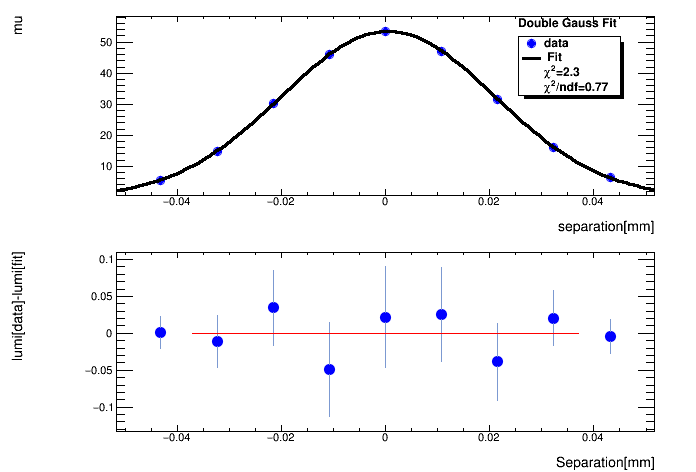 mu
Double Gauss Fit
data
Fit
χ²=2.3
χ²/ndf=0.77
50
40
30
20
10
−0.04 −0.02 0 0.02 0.04
separation[mm]
lumi[data]-lumi[fit]
0.1
0.05
0
−0.05
−0.1
−0.04 −0.02 0 0.02 0.04
Separation[mm]